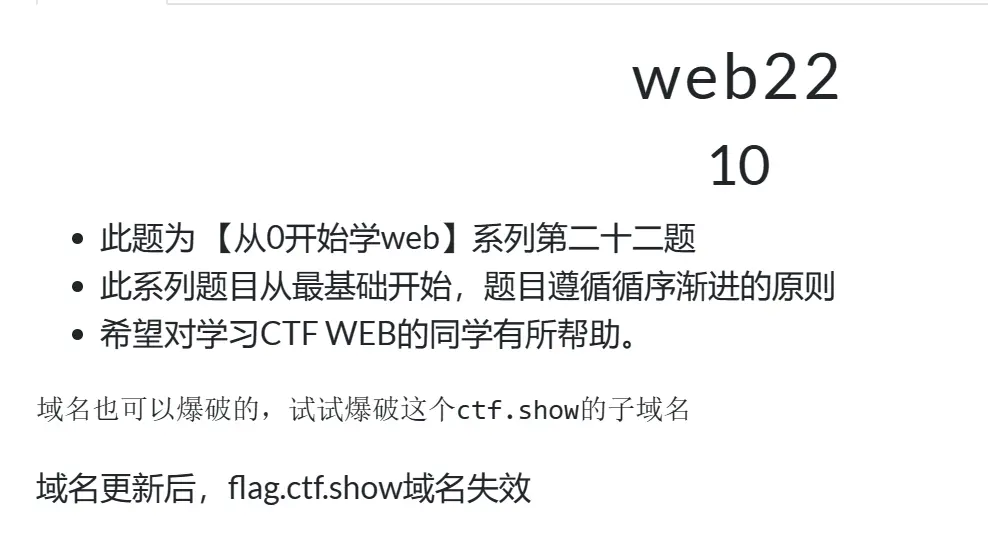 web22
10
此题为 【从0开始学web】系列第二十二题
此系列题目从最基础开始，题目遵循循序渐进的原则
希望对学习CTF WEB的同学有所帮助。
域名也可以爆破的，试试爆破这个ctf.show的子域名
域名更新后，flag.ctf.show域名失效